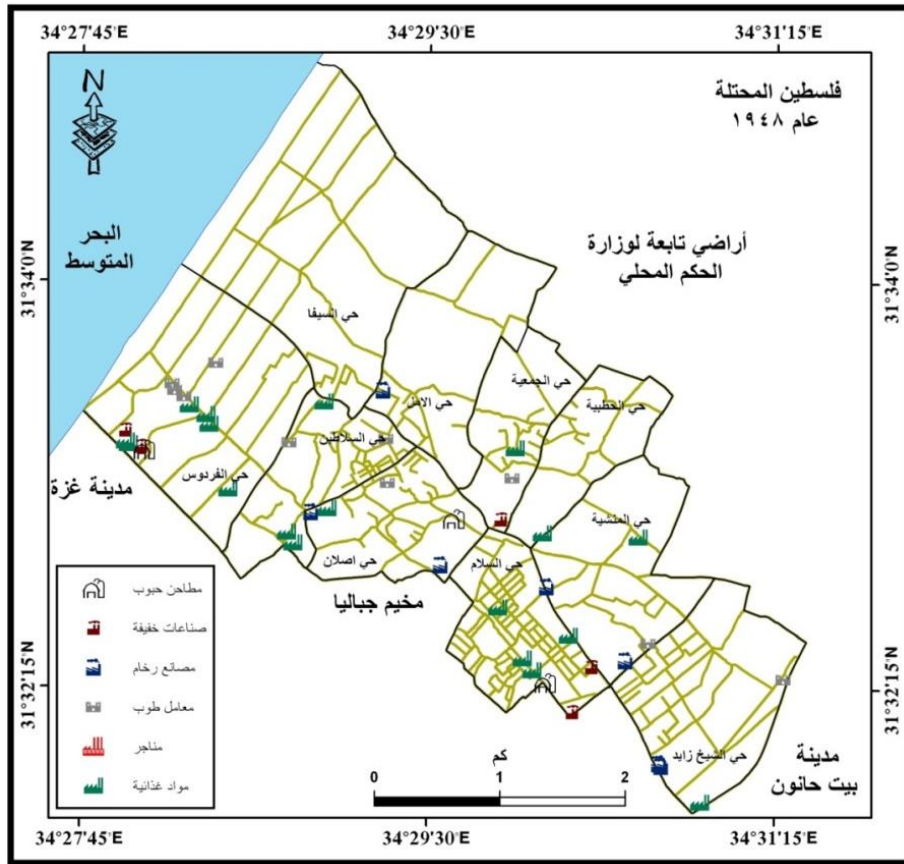 34°27'45"E 34°29'30"E 34°31'15"E
N
فلسطين المحتلة
عام ١٩٤٨
البحر
المتوسط
أراضي تابعة لوزارة
الحكم المحلي
31°34'0"N 31°34'0"N
حي السيفا
حي الجمعية
حي الامل
حي الحطبية
حي السلاطين
حي الفردوس
مدينة غزة
حي المنشية
حي السلام
حي اصلان
مخيم جباليا
31°32'15"N 31°32'15"N
حي الشيخ زايد
مدينة
بيت حانون
مطاحن حبوب
صناعات خفيفة
مصانع رخام
معامل طوب
مناجر
مواد غذائية
كم
0 1 2
34°27'45"E 34°29'30"E 34°31'15"E